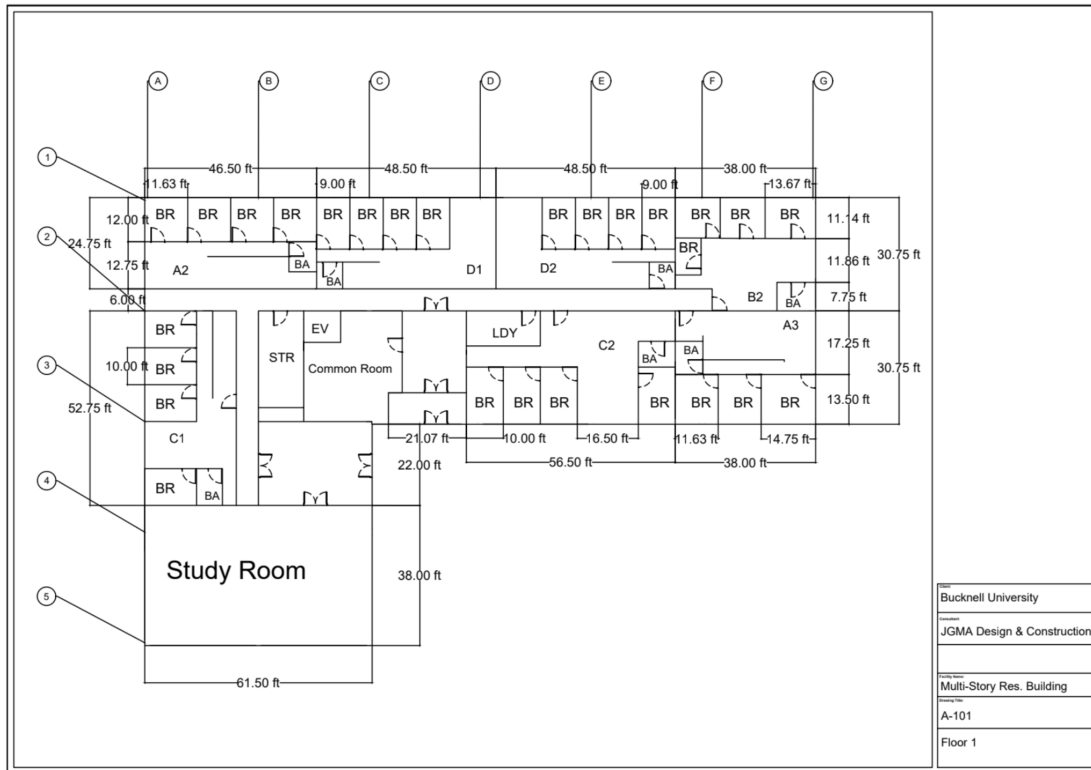 A B C D E F G
1
46.50 ft 48.50 ft 48.50 ft 38.00 ft
11.63 ft 9.00 ft 9.00 ft 13.67 ft
12.00 ft BR BR BR BR BR BR BR BR BR BR BR BR BR BR BR 11.14 ft
2
24.75 ft BR 30.75 ft
12.75 ft A2 BA BA D1 D2 BA 11.86 ft
6.00 ft B2 BA 7.75 ft
BR EV LDY A3
C2 17.25 ft
STR Common Room BA BA
3
10.00 ft BR 30.75 ft
52.75 ft BR BR BR BR BR BR BR BR 13.50 ft
C1 21.07 ft 10.00 ft 16.50 ft 11.63 ft 14.75 ft
22.00 ft 56.50 ft 38.00 ft
4
BR BA
Study Room
38.00 ft
5
61.50 ft
Client
Bucknell University
Consultant
JGMA Design & Construction
Facility Name
Multi-Story Res. Building
Drawing Title
A-101
Floor 1